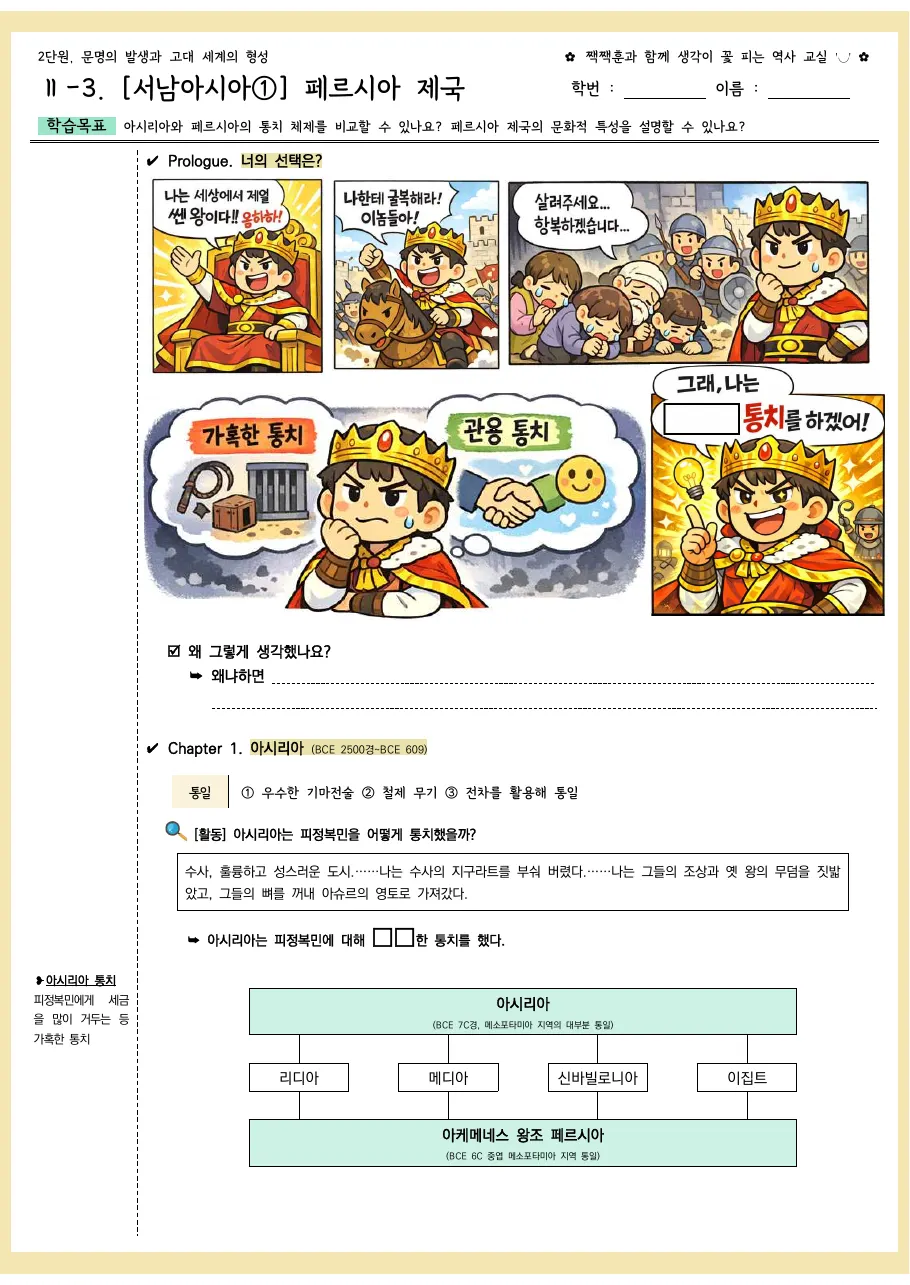 2단원, 문명의 발생과 고대 세계의 형성
✿ 짹짹훈과 함께 생각이 꽃 피는 역사 교실 ◡̈ ✿
Ⅱ-3. [서남아시아①] 페르시아 제국
학번 : ________ 이름 : ________
학습목표 아시리아와 페르시아의 통치 체제를 비교할 수 있나요? 페르시아 제국의 문화적 특성을 설명할 수 있나요?
✔ Prologue. 너의 선택은?
나는 세상에서 제일
쎈 왕이다!! 음하하!
나한테 굴복해라!
이놈들아!
살려주세요...
항복하겠습니다...
가혹한 통치
관용 통치
그래, 나는
통치를 하겠어!
☑ 왜 그렇게 생각했나요?
➥ 왜냐하면
✔ Chapter 1. 아시리아 (BCE 2500경~BCE 609)
통일 ① 우수한 기마전술 ② 철제 무기 ③ 전차를 활용해 통일
[활동] 아시리아는 피정복민을 어떻게 통치했을까?
수사, 훌륭하고 성스러운 도시.……나는 수사의 지구라트를 부숴 버렸다.……나는 그들의 조상과 옛 왕의 무덤을 짓밟
았고, 그들의 뼈를 꺼내 아슈르의 영토로 가져갔다.
➥ 아시리아는 피정복민에 대해 □□한 통치를 했다.
❥아시리아 통치
피정복민에게 세금
을 많이 거두는 등
가혹한 통치
아시리아
(BCE 7C경, 메소포타미아 지역의 대부분 통일)
리디아 메디아 신바빌로니아 이집트
아케메네스 왕조 페르시아
(BCE 6C 중엽 메소포타미아 지역 통일)